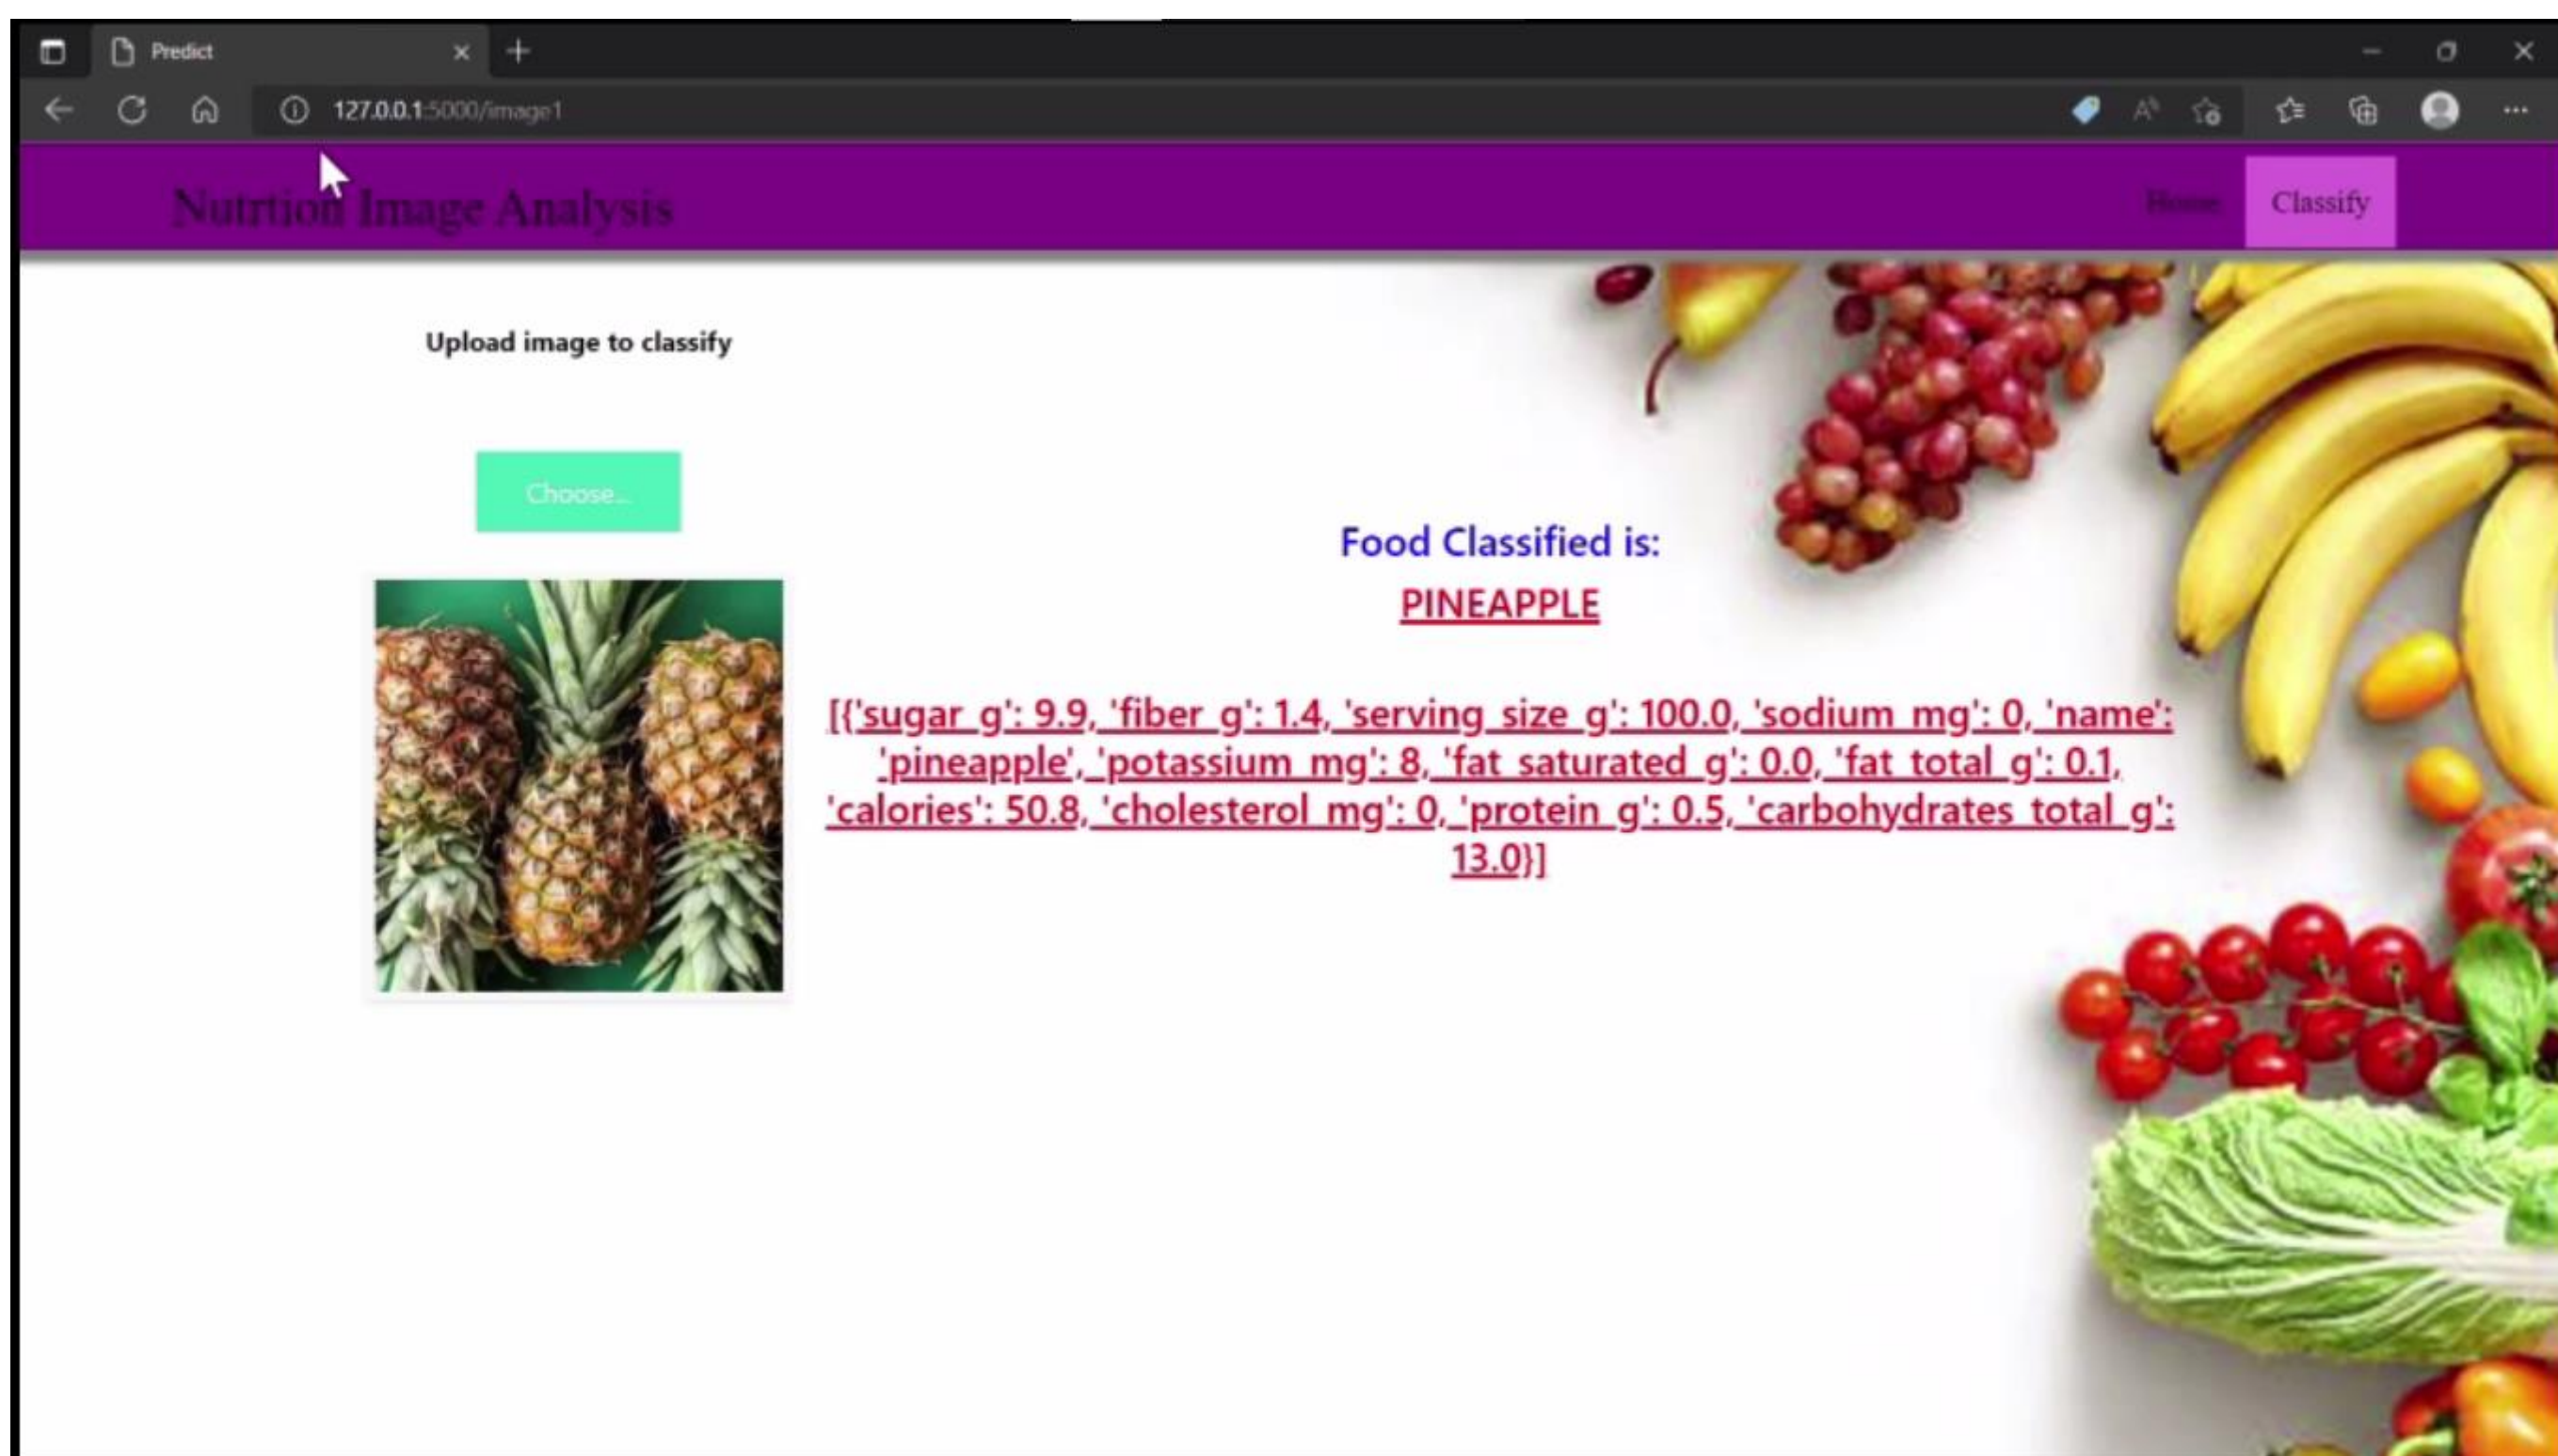 Predict
127.0.0.1:5000/image1
Nutrtion Image Analysis
Home
Classify
Upload image to classify
Choose...
Food Classified is:
PINEAPPLE
[{'sugar_g': 9.9, 'fiber_g': 1.4, 'serving_size_g': 100.0, 'sodium_mg': 0, 'name':
'pineapple', 'potassium_mg': 8, 'fat_saturated_g': 0.0, 'fat_total_g': 0.1,
'calories': 50.8, 'cholesterol_mg': 0, 'protein_g': 0.5, 'carbohydrates_total_g':
13.0}]